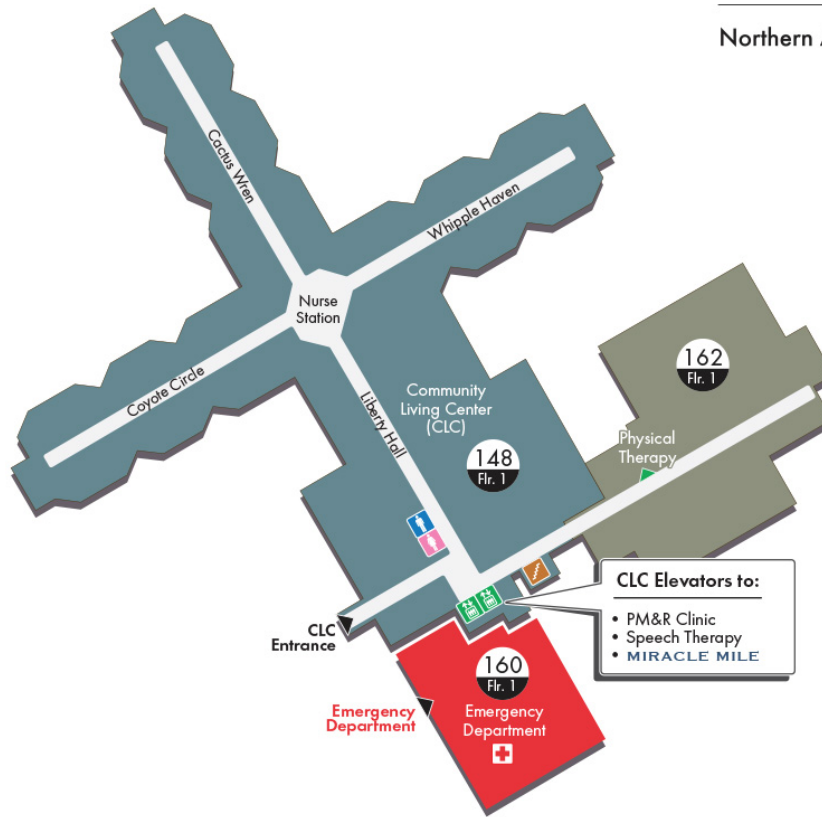 Northern
Cactus Wren
Whipple Haven
Nurse
Station
Coyote Circle
Liberty Hall
Community
Living Center
(CLC)
148
Flr. 1
162
Flr. 1
Physical
Therapy
CLC
Entrance
CLC Elevators to:
• PM&R Clinic
• Speech Therapy
• MIRACLE MILE
160
Flr. 1
Emergency
Department
Emergency
Department